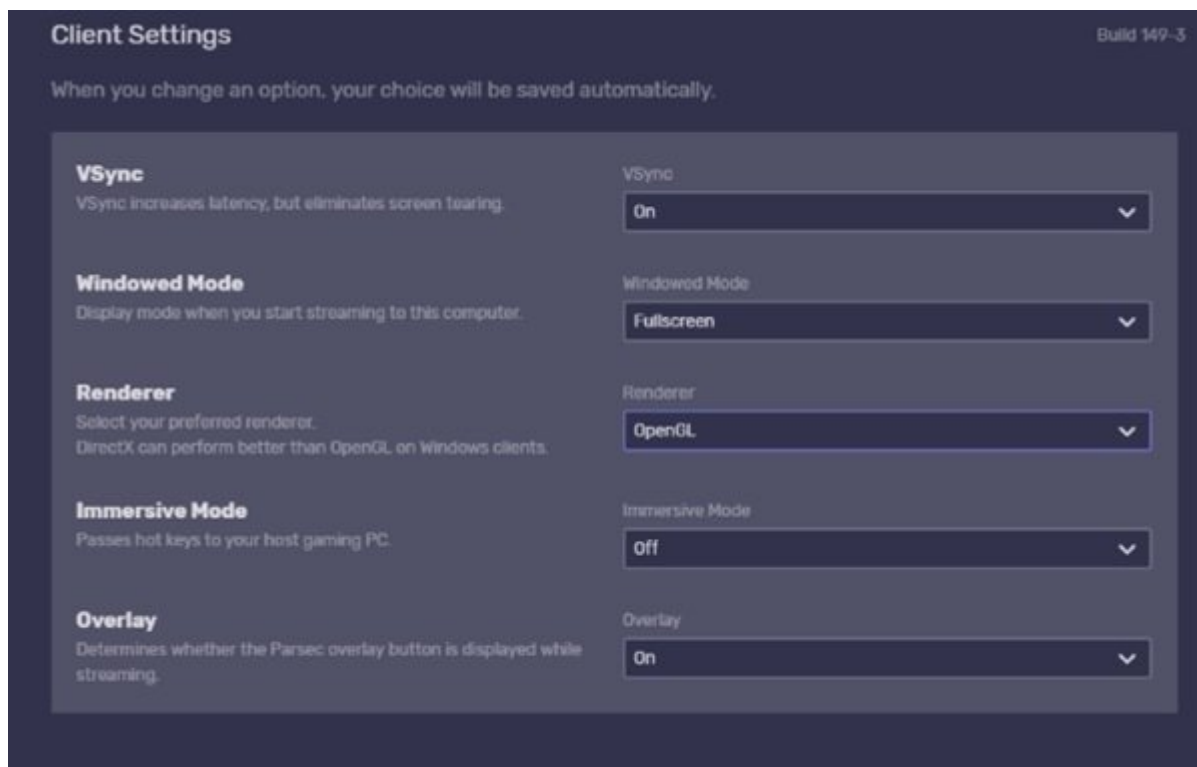 Client Settings
Build 149-3
When you change an option, your choice will be saved automatically.
VSync
VSync increases latency, but eliminates screen tearing.
VSync
On
Windowed Mode
Display mode when you start streaming to this computer.
Windowed Mode
Fullscreen
Renderer
Select your preferred renderer.
DirectX can perform better than OpenGL on Windows clients.
Renderer
OpenGL
Immersive Mode
Passes hot keys to your host gaming PC.
Immersive Mode
Off
Overlay
Determines whether the Parsec overlay button is displayed while
streaming.
Overlay
On